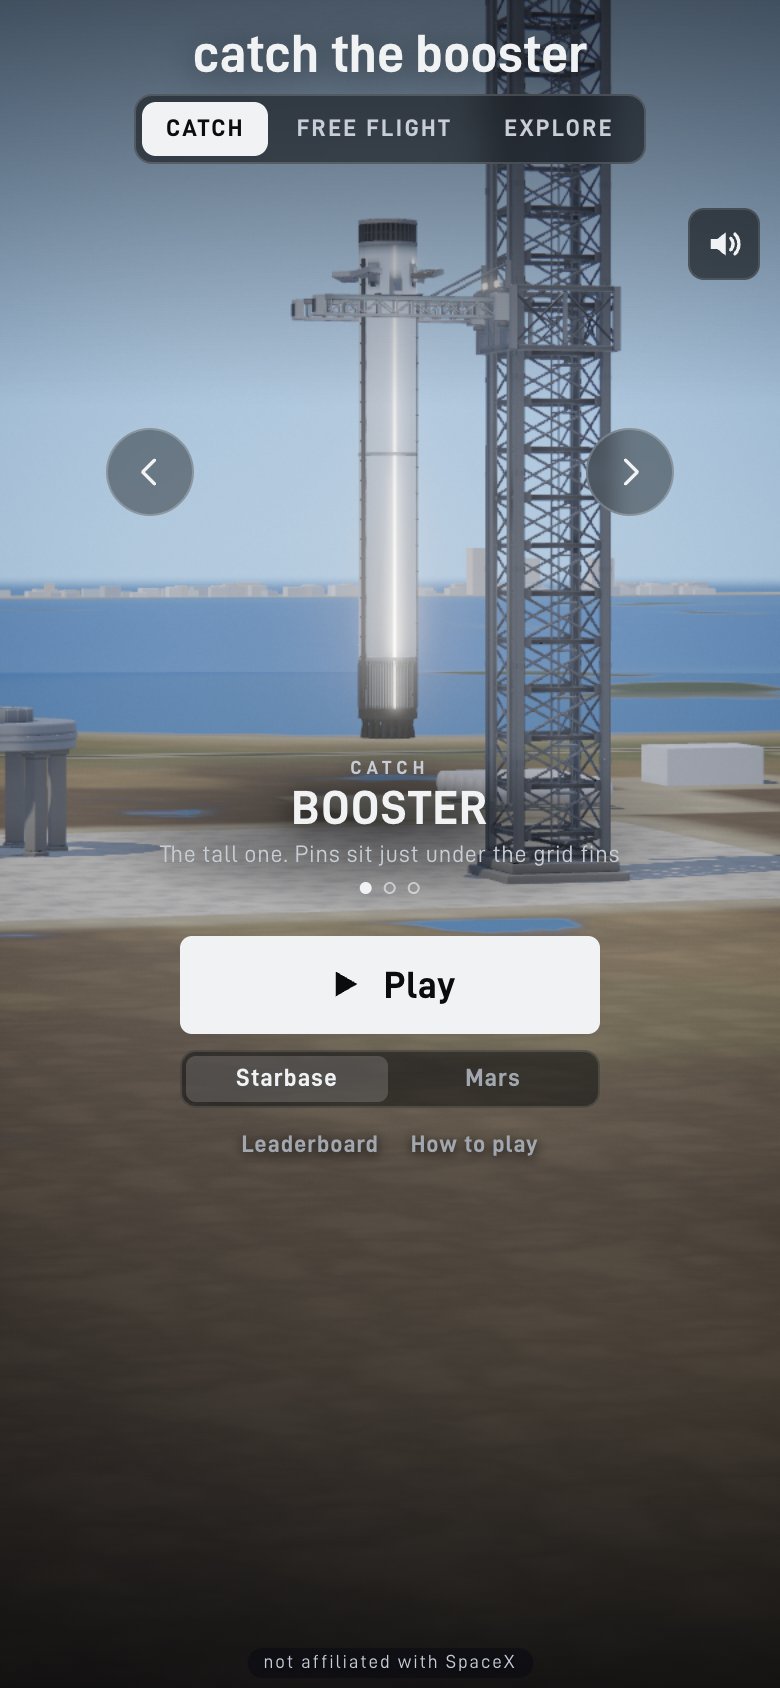 catch the booster
CATCH FREE FLIGHT EXPLORE
CATCH
BOOSTER
The tall one. Pins sit just under the grid fins
Play
Starbase Mars
Leaderboard How to play
not affiliated with SpaceX